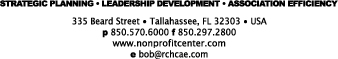 STRATEGIC PLANNING • LEADERSHIP DEVELOPMENT • ASSOCIATION EFFICIENCY
335 Beard Street • Tallahassee, FL 32303 • USA
p 850.570.6000 f 850.297.2800
www.nonprofitcenter.com
e bob@rchcae.com